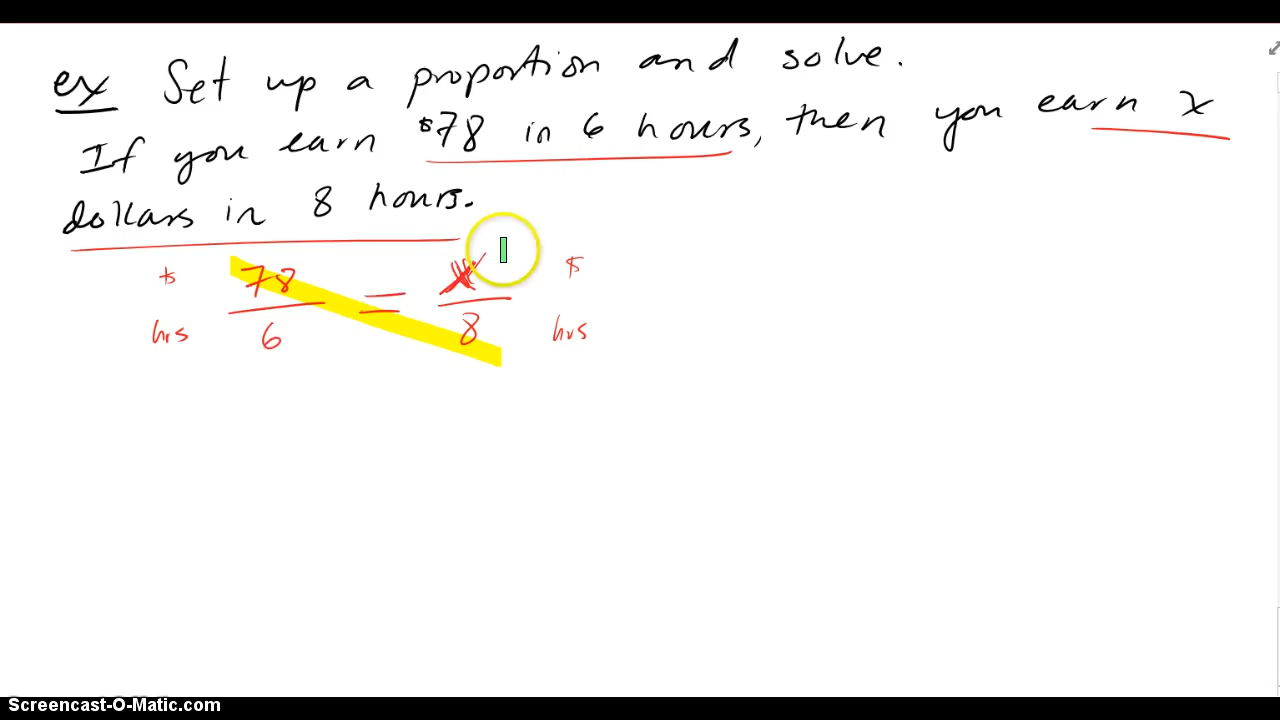 ex Set up a proportion and solve.
If you earn $78 in 6 hours, then you earn x
dollars in 8 hours.
$ 78 = x $
hrs 6 8 hrs
Screencast-O-Matic.com